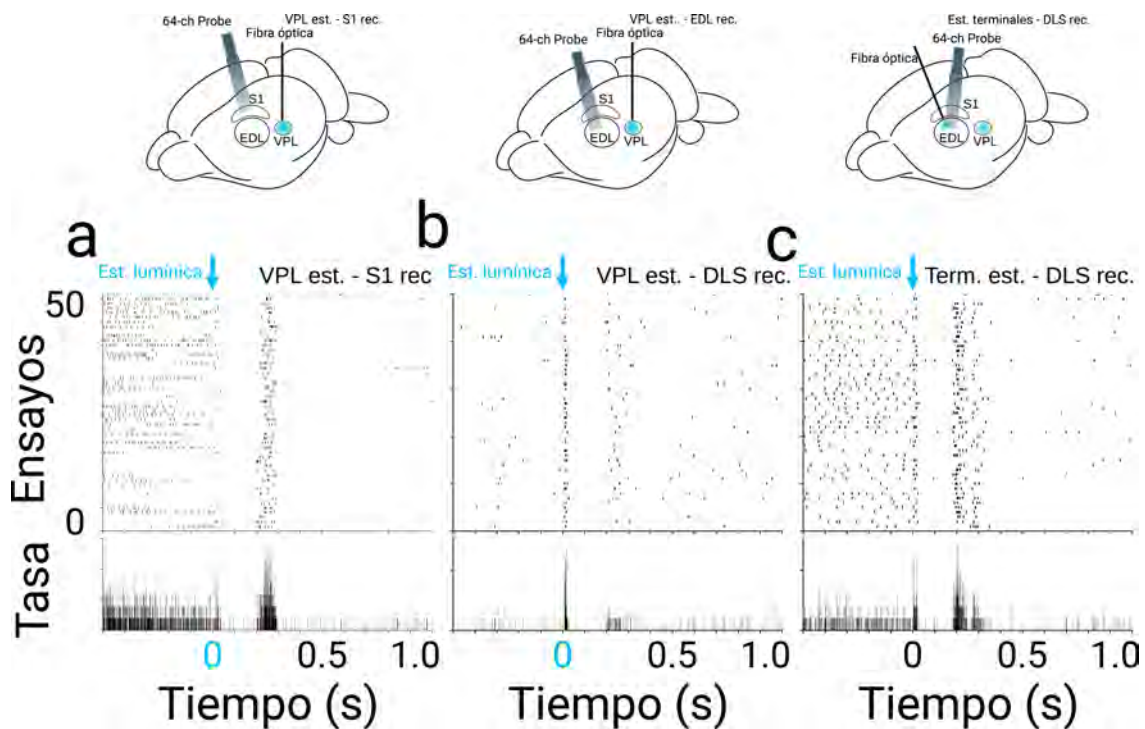 VPL est. - S1 rec.
64-ch Probe
Fibra óptica
S1
EDL
VPL
VPL est.. - EDL rec.
Fibra óptica
64-ch Probe
S1
EDL
VPL
Est. terminales - DLS rec.
64-ch Probe
Fibra óptica
S1
EDL
VPL
a
b
c
Est. lumínica
VPL est. - S1 rec
Est. lumínica
VPL est. - DLS rec.
Est. lumínica
Term. est. - DLS rec.
50
Ensayos
0
Tasa
0 0.5 1.0
0 0.5 1.0
0 0.5 1.0
Tiempo (s)
Tiempo (s)
Tiempo (s)